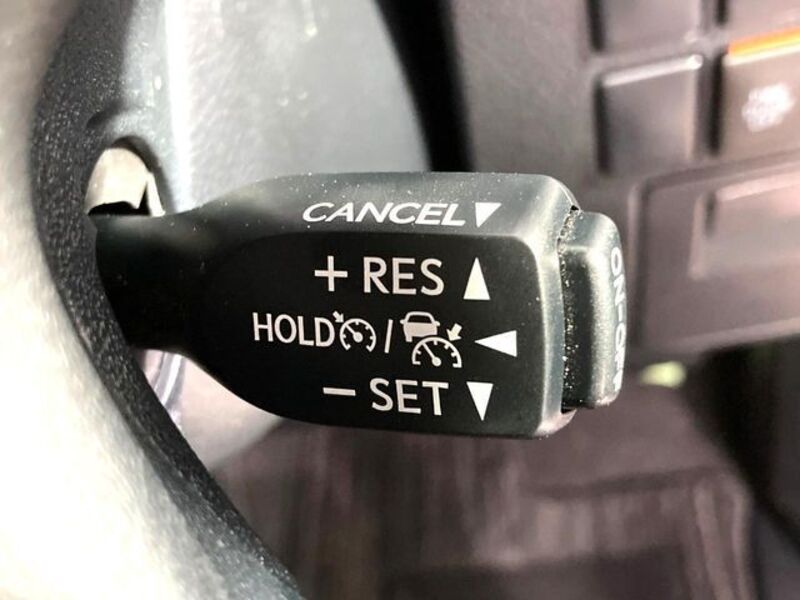 CANCEL▼
+ RES ▲
HOLD / ◀
- SET ▼
ON-OFF